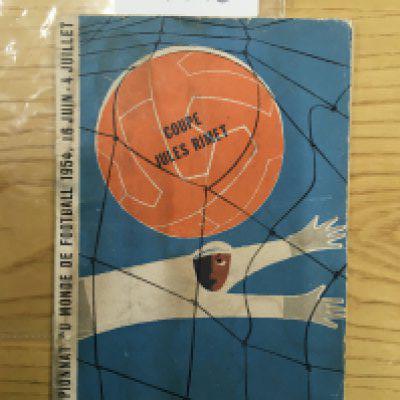 PIONNAT DU MONDE DE FOOTBALL 1954, 16 JUIN - 4 JUILLET
COUPE
JULES RIMET